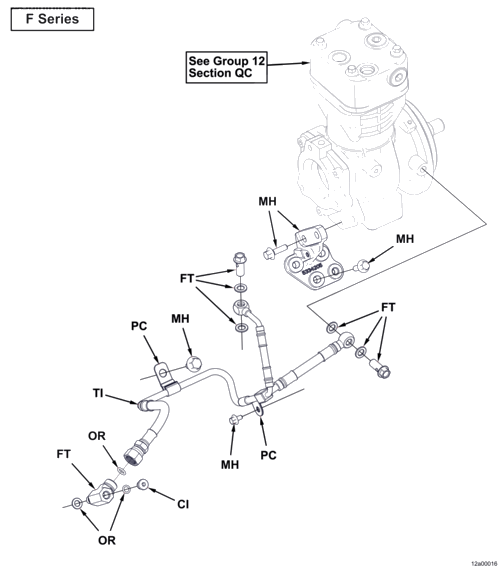 F Series
See Group 12
Section QC
MH
MH
FT
FT
MH
PC
TI
OR
FT
MH
PC
CI
OR
12a00016